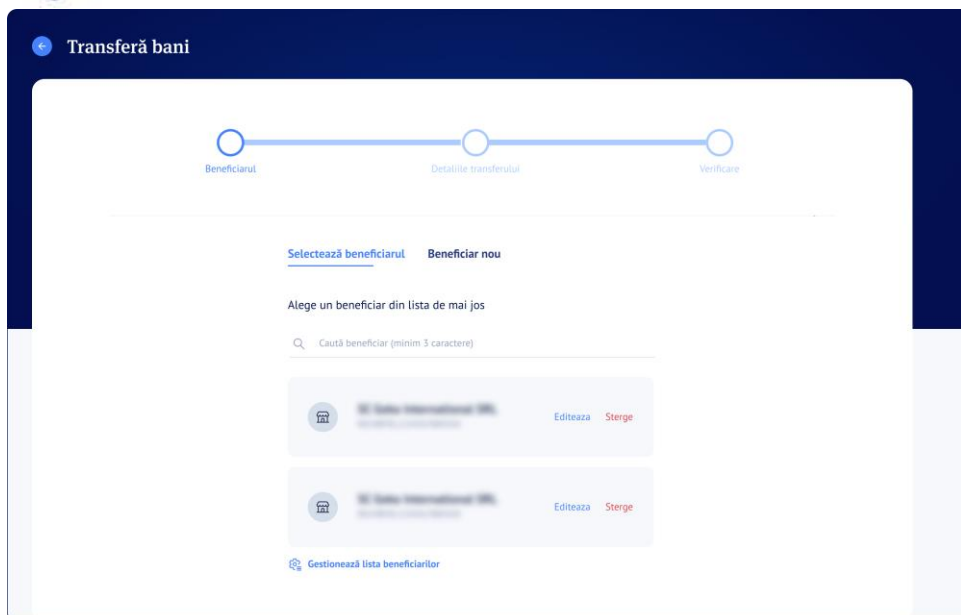 Transferă bani
Beneficiarul
Detaliile transferului
Verificare
Selectează beneficiarul
Beneficiar nou
Alege un beneficiar din lista de mai jos
Caută beneficiar (minim 3 caractere)
Editeaza Sterge
Editeaza Sterge
Gestionează lista beneficiarilor